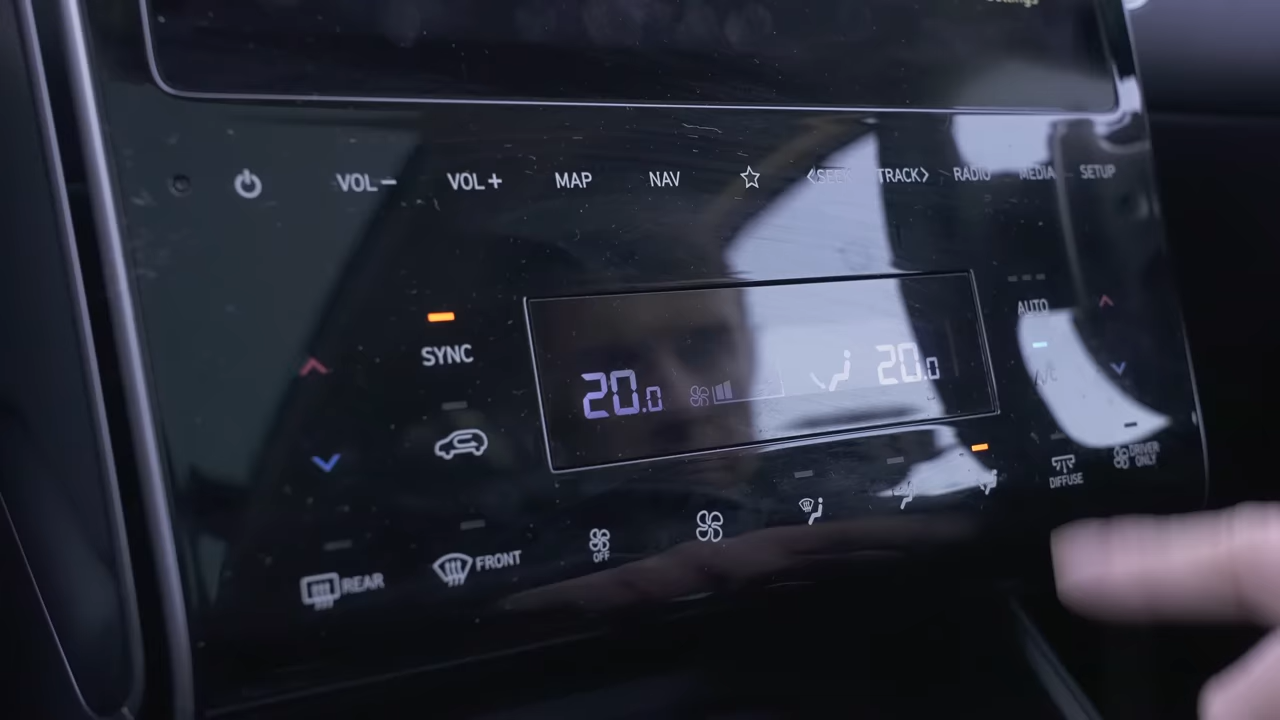 Settings
VOL− VOL+ MAP NAV <SEEK TRACK> RADIO MEDIA SETUP
AUTO
SYNC
20.0 20.0
A/C
DRIVER ONLY
DIFFUSE
OFF
FRONT
REAR